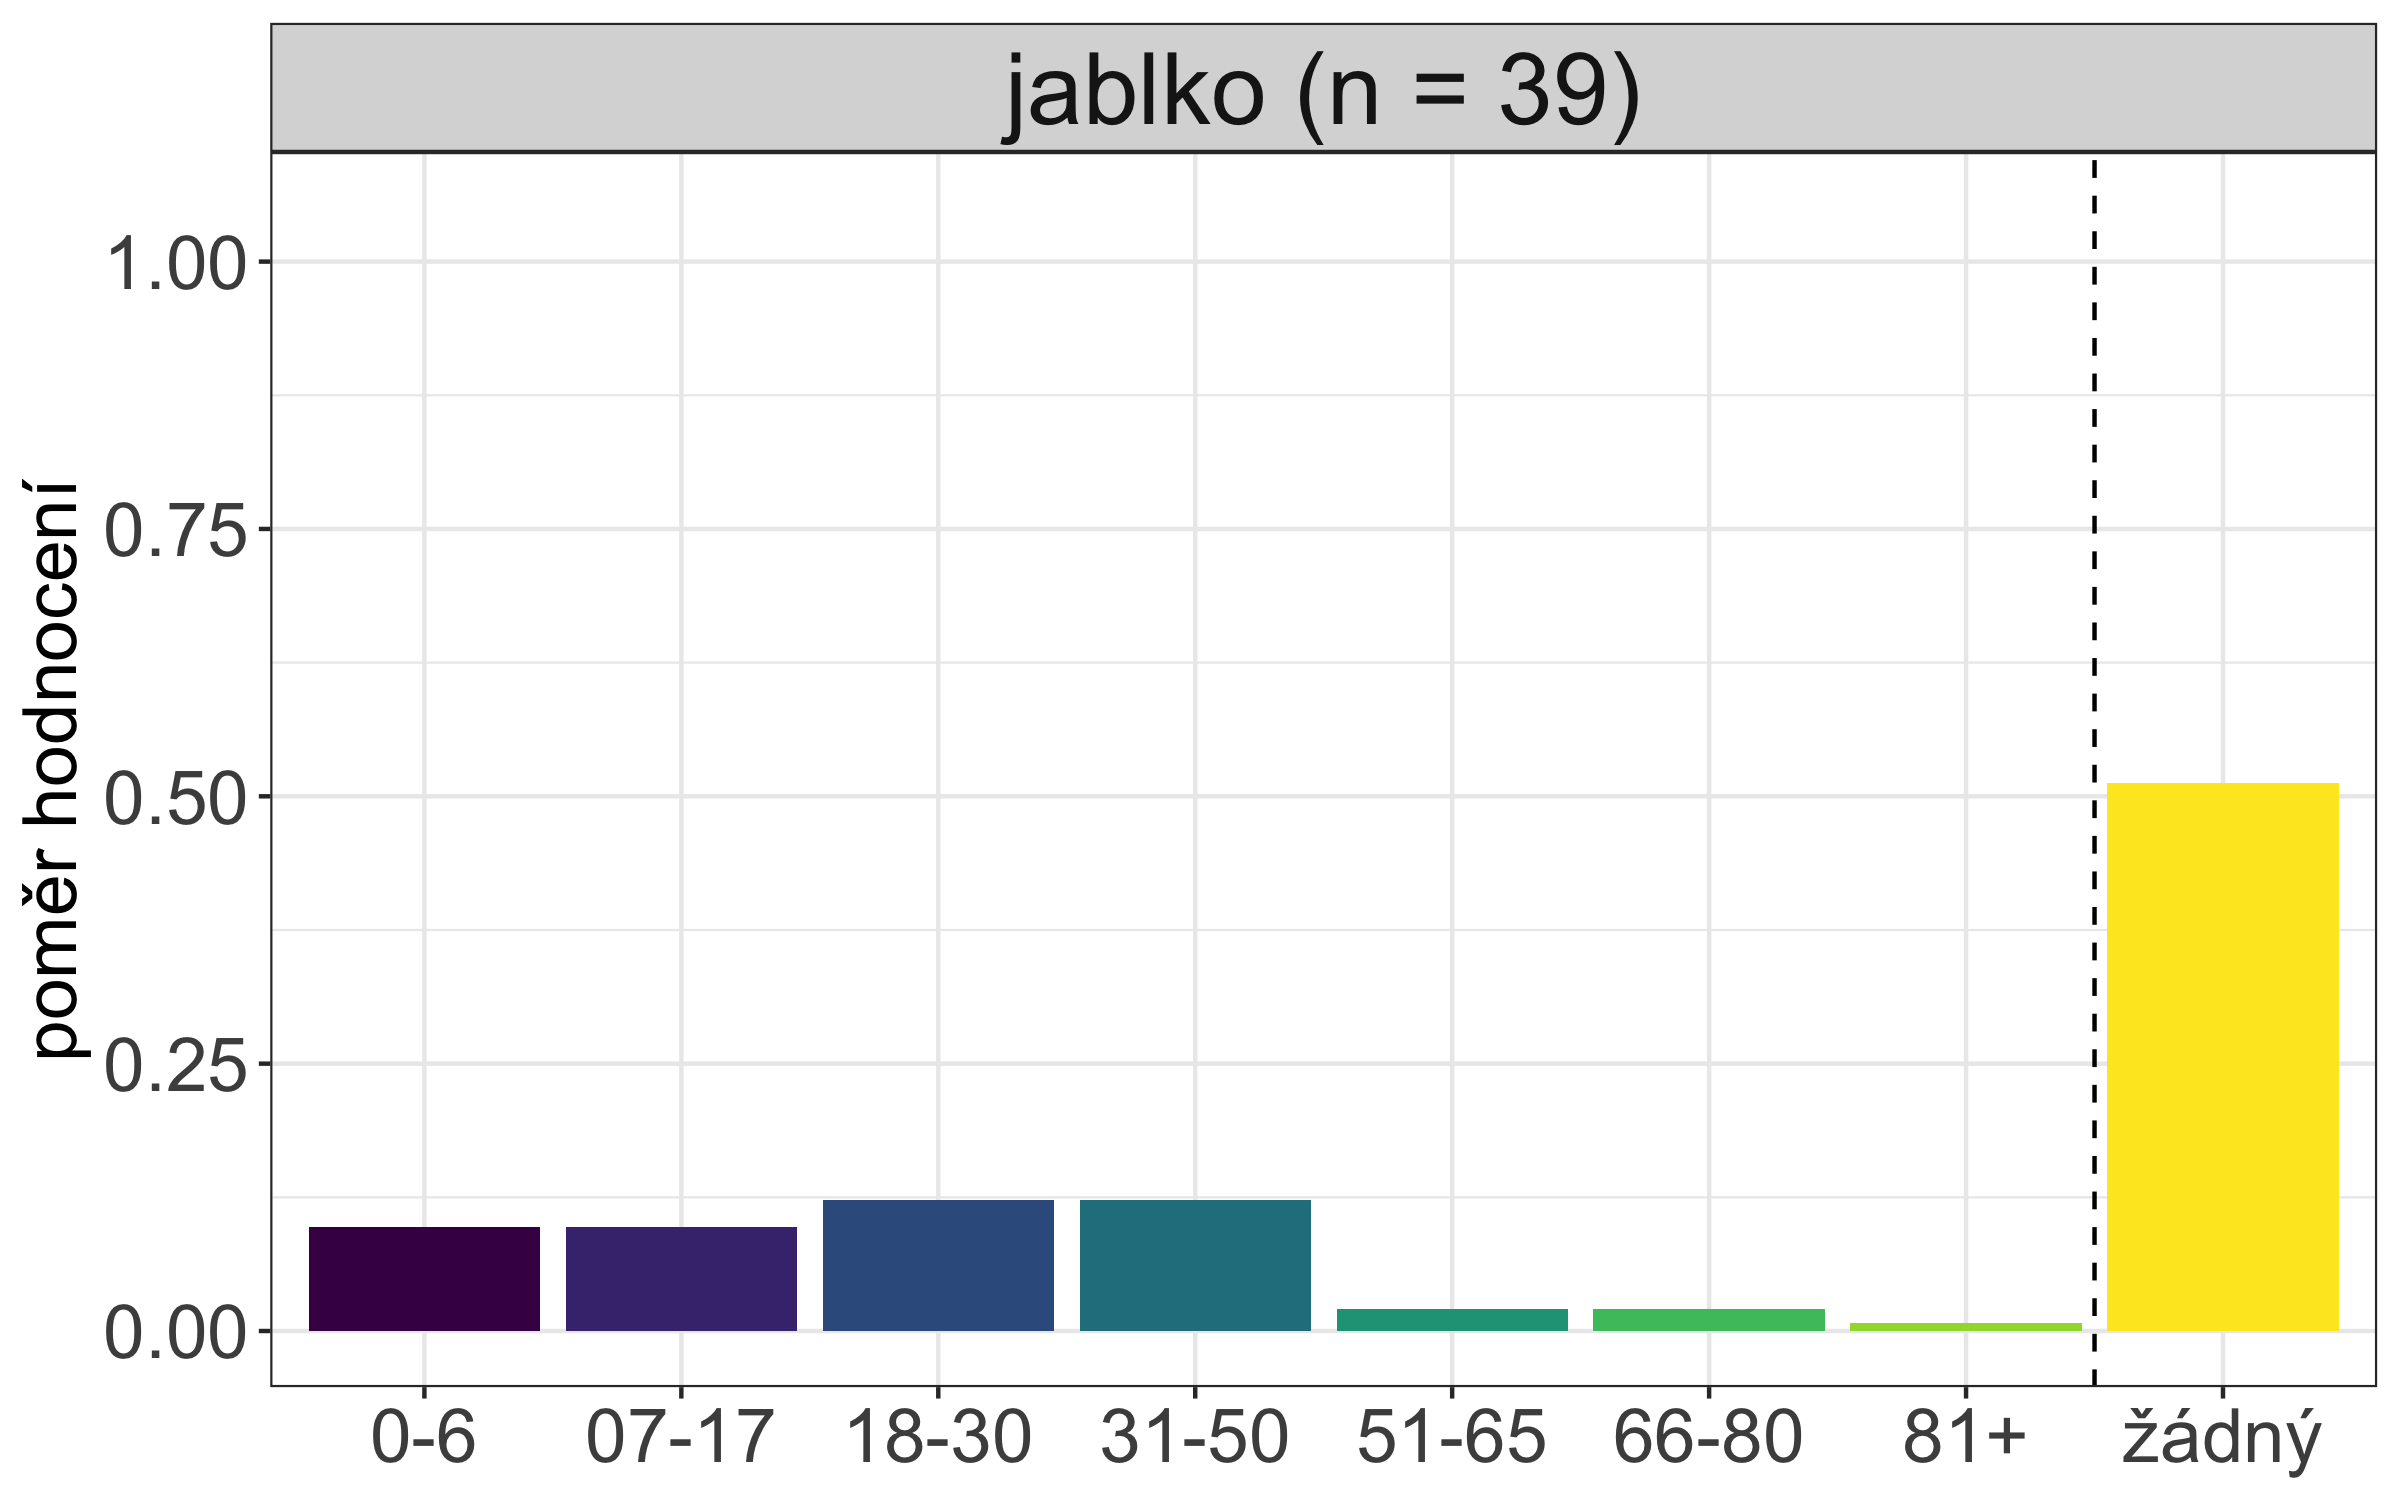 jablko (n = 39)
poměr hodnocení
1.00
0.75
0.50
0.25
0.00
0-6 07-17 18-30 31-50 51-65 66-80 81+ žádný